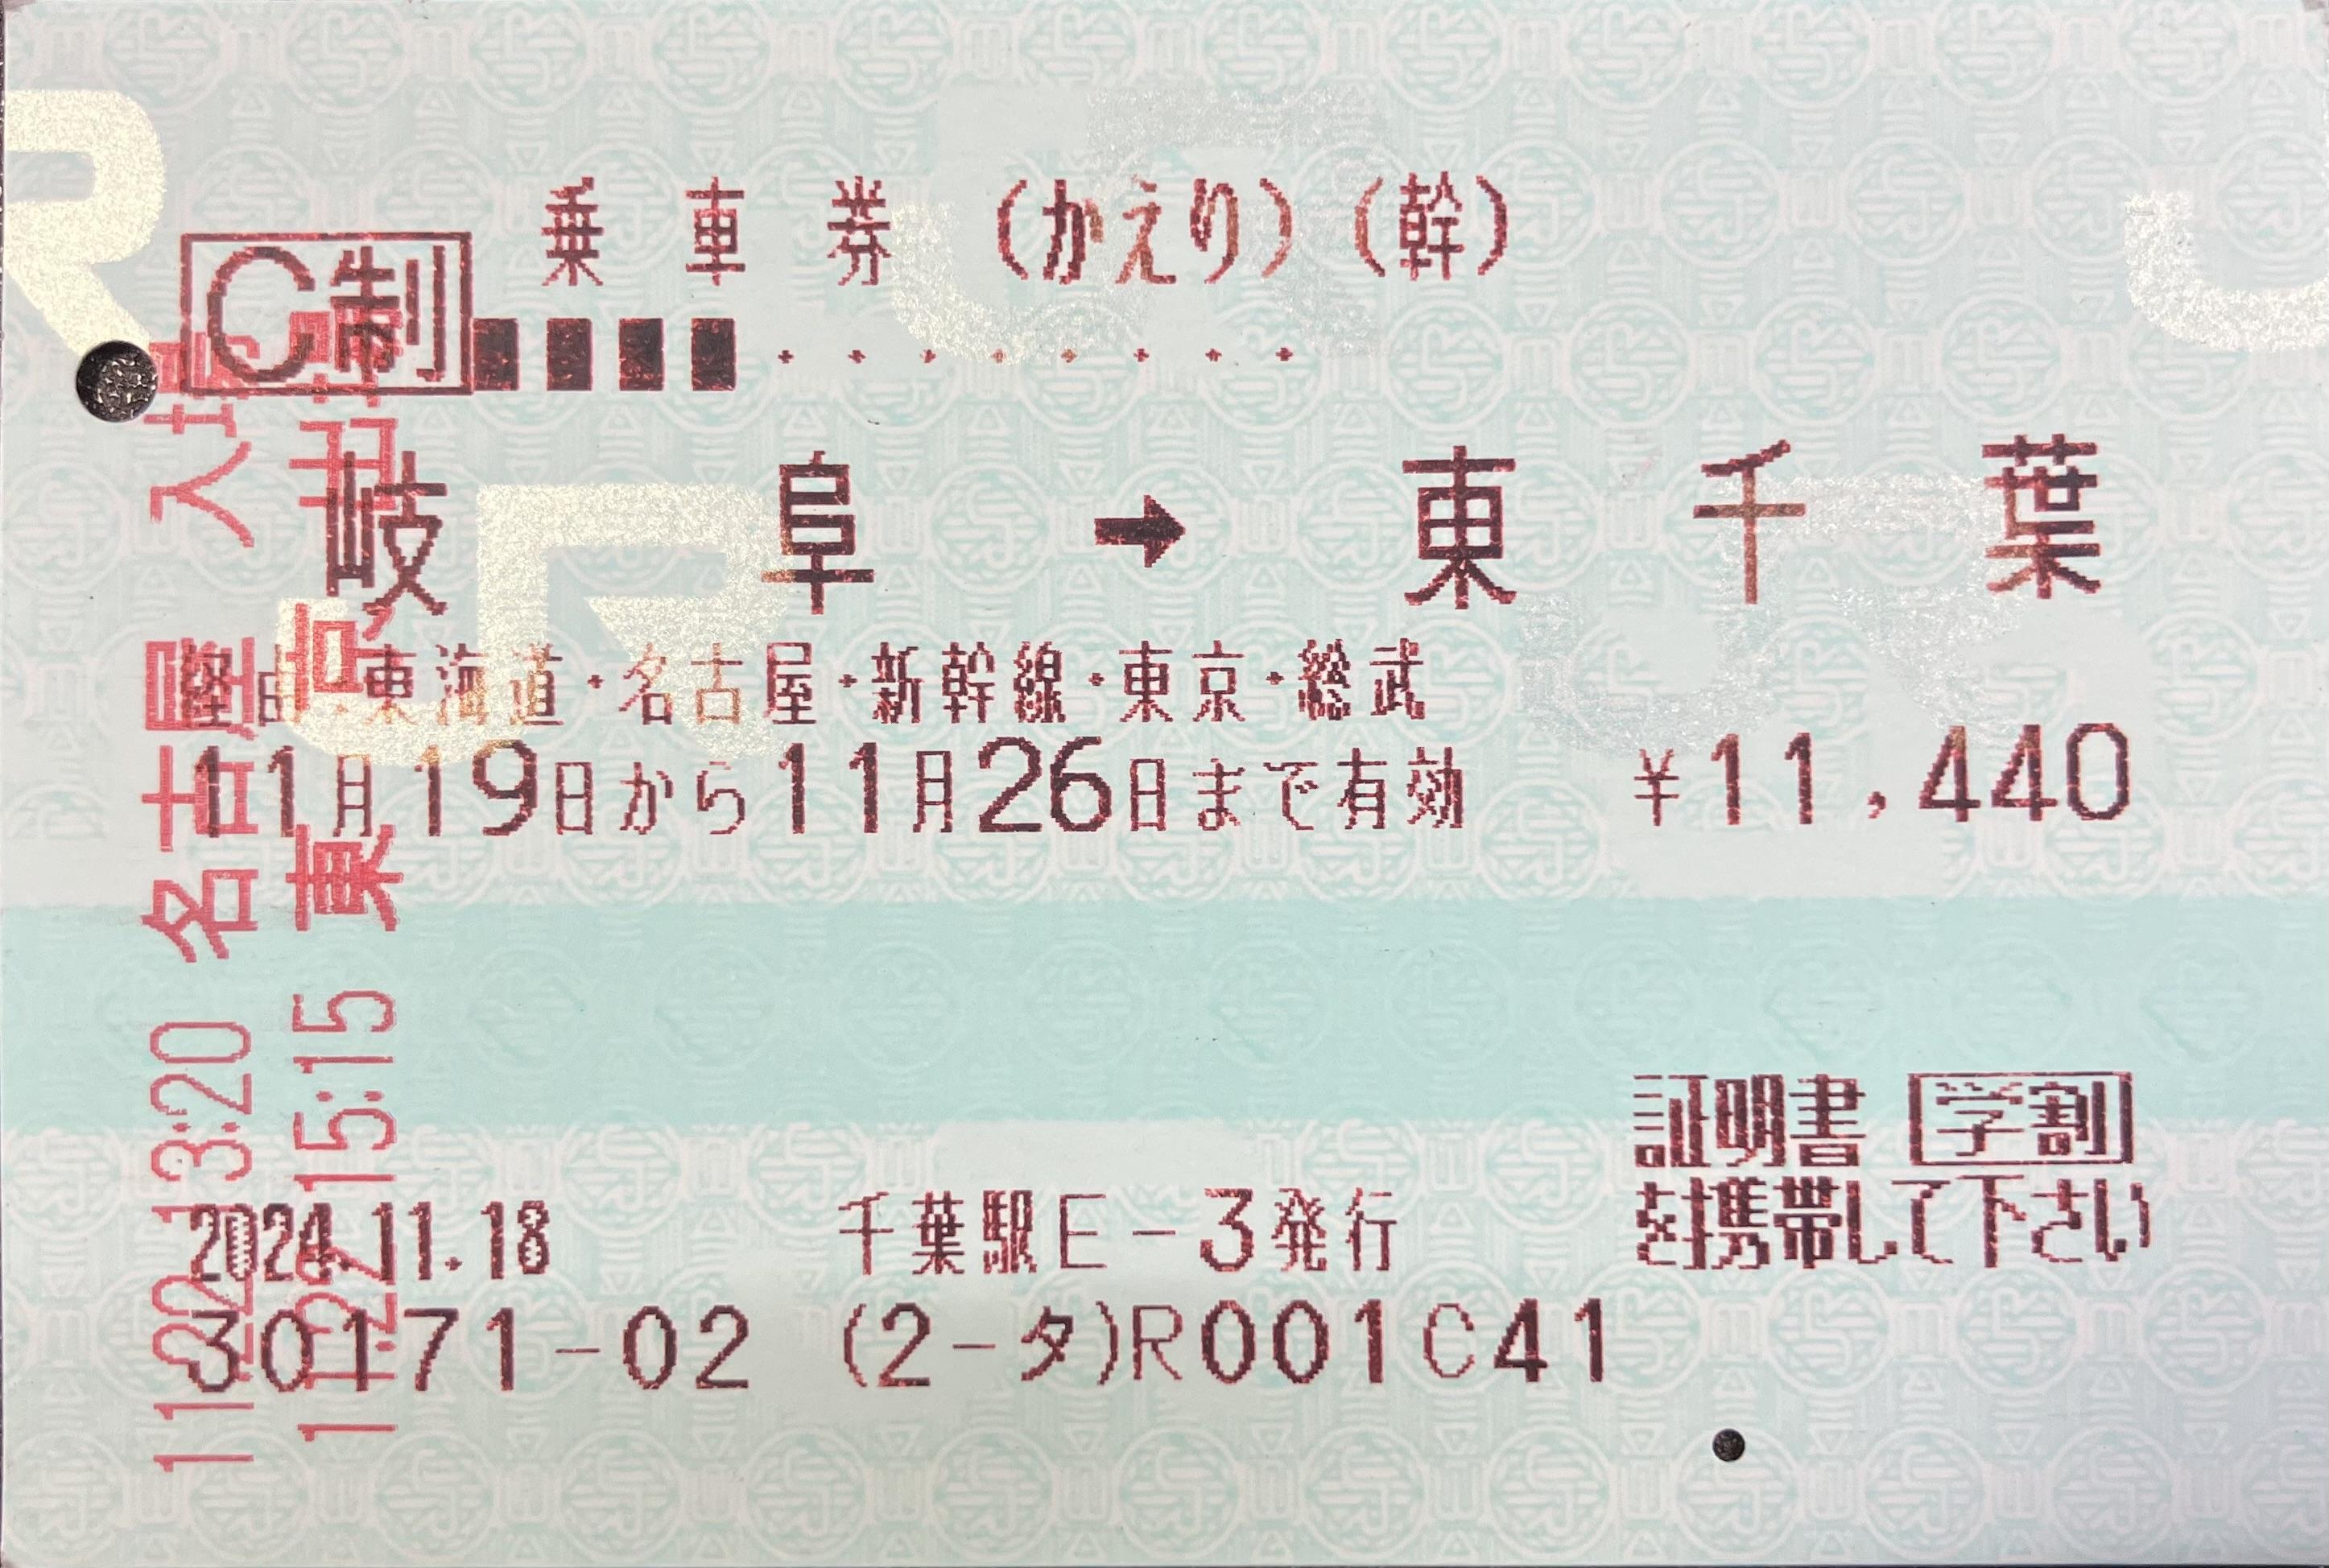 乗車券(かえり)(幹)
C制
岐阜→東千葉
経由:東海道・名古屋・新幹線・東京・総武
11月19日から11月26日まで有効 ¥11,440
証明書 学割
を携帯して下さい
2024.11.18 千葉駅E-3発行
30171-02 (2-タ)R001C41
11.22 13:20 名古屋 入場
11.22 15:15 東京 出場
JR